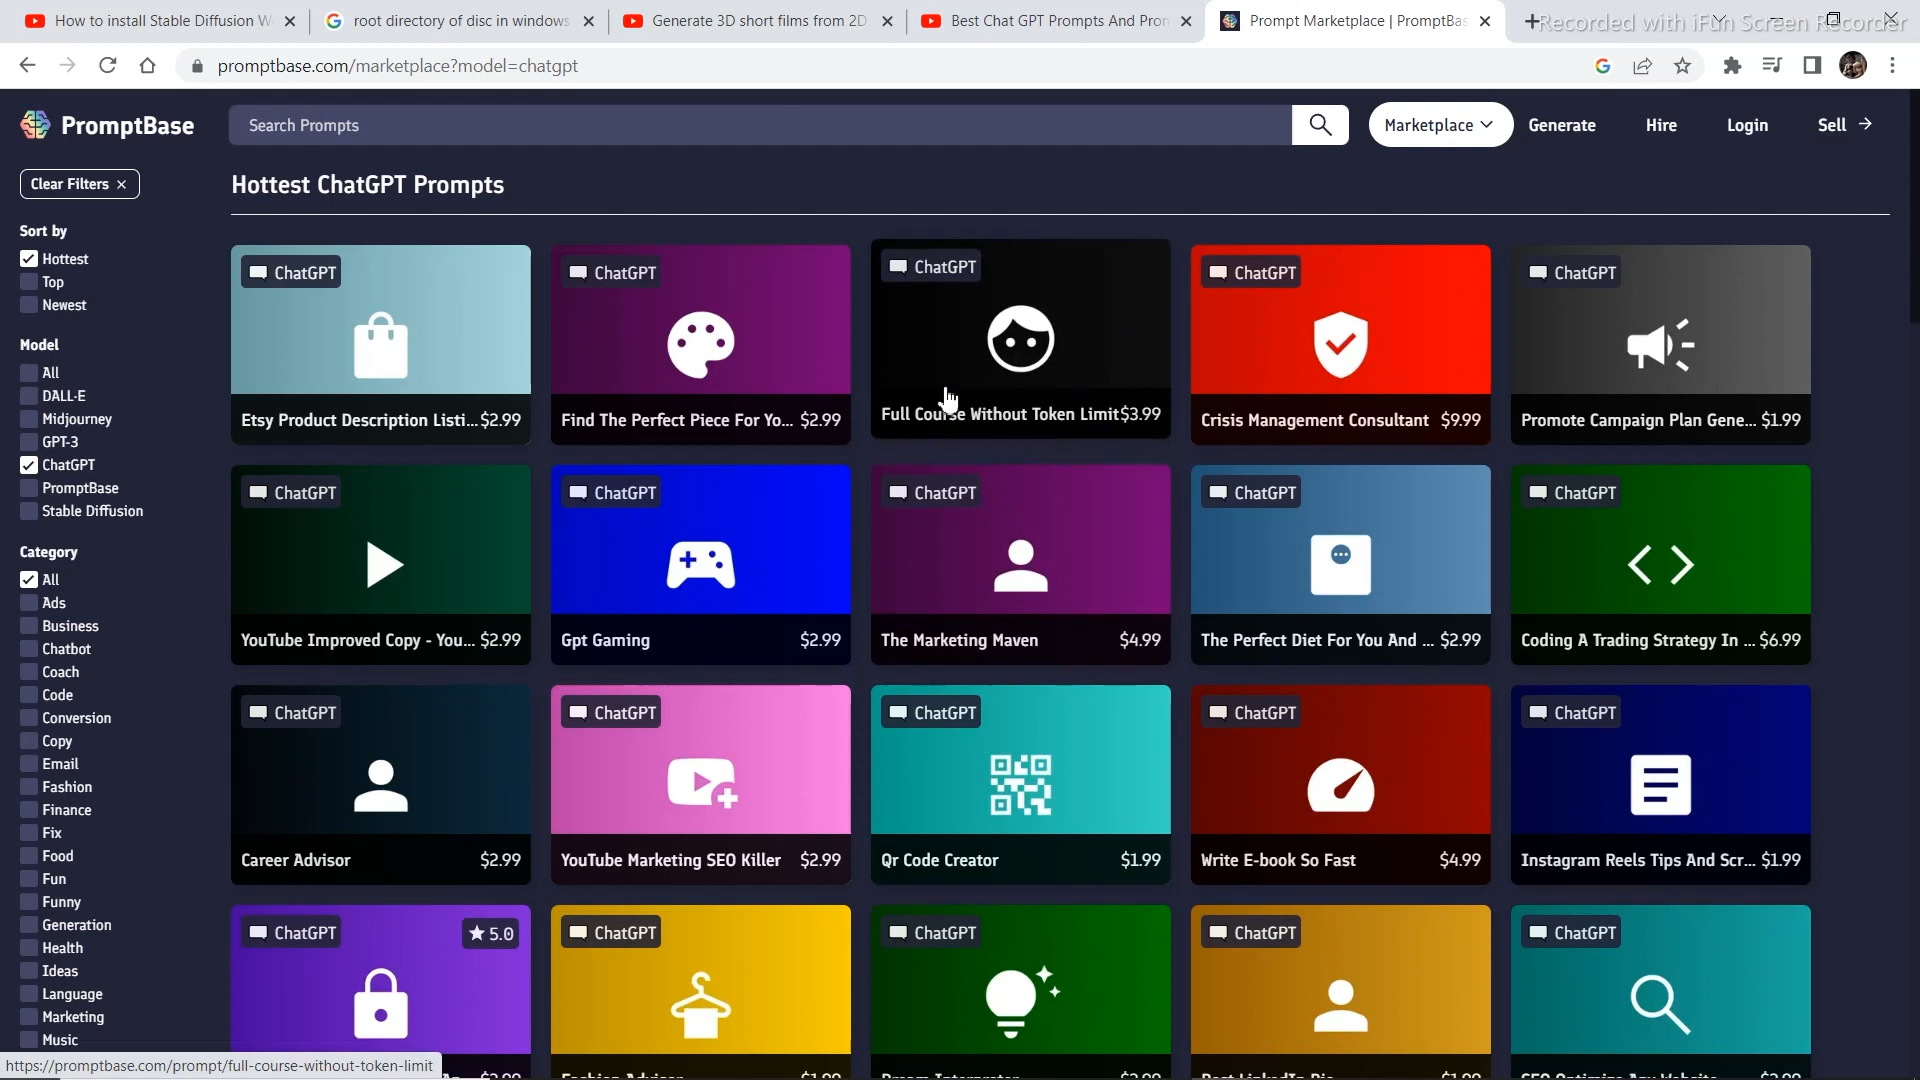 How to install Stable Diffusion W
root directory of disc in windows
Generate 3D short films from 2D
Best Chat GPT Prompts And Pron
Prompt Marketplace | PromptBas
Recorded with iFun Screen Recorder
promptbase.com/marketplace?model=chatgpt
PromptBase
Search Prompts
Marketplace
Generate
Hire
Login
Sell
Clear Filters
Hottest ChatGPT Prompts
Sort by
Hottest
Top
Newest
Model
All
DALL·E
Midjourney
GPT-3
ChatGPT
PromptBase
Stable Diffusion
Category
All
Ads
Business
Chatbot
Coach
Code
Conversion
Copy
Email
Fashion
Finance
Fix
Food
Fun
Funny
Generation
Health
Ideas
Language
Marketing
Music
ChatGPT
Etsy Product Description Listi... $2.99
ChatGPT
Find The Perfect Piece For Yo... $2.99
ChatGPT
Full Course Without Token Limit $3.99
ChatGPT
Crisis Management Consultant $9.99
ChatGPT
Promote Campaign Plan Gene... $1.99
ChatGPT
YouTube Improved Copy - You... $2.99
ChatGPT
Gpt Gaming $2.99
ChatGPT
The Marketing Maven $4.99
ChatGPT
The Perfect Diet For You And ... $2.99
ChatGPT
Coding A Trading Strategy In ... $6.99
ChatGPT
Career Advisor $2.99
ChatGPT
YouTube Marketing SEO Killer $2.99
ChatGPT
Qr Code Creator $1.99
ChatGPT
Write E-book So Fast $4.99
ChatGPT
Instagram Reels Tips And Scr... $1.99
ChatGPT
5.0
ChatGPT
ChatGPT
ChatGPT
ChatGPT
https://promptbase.com/prompt/full-course-without-token-limit